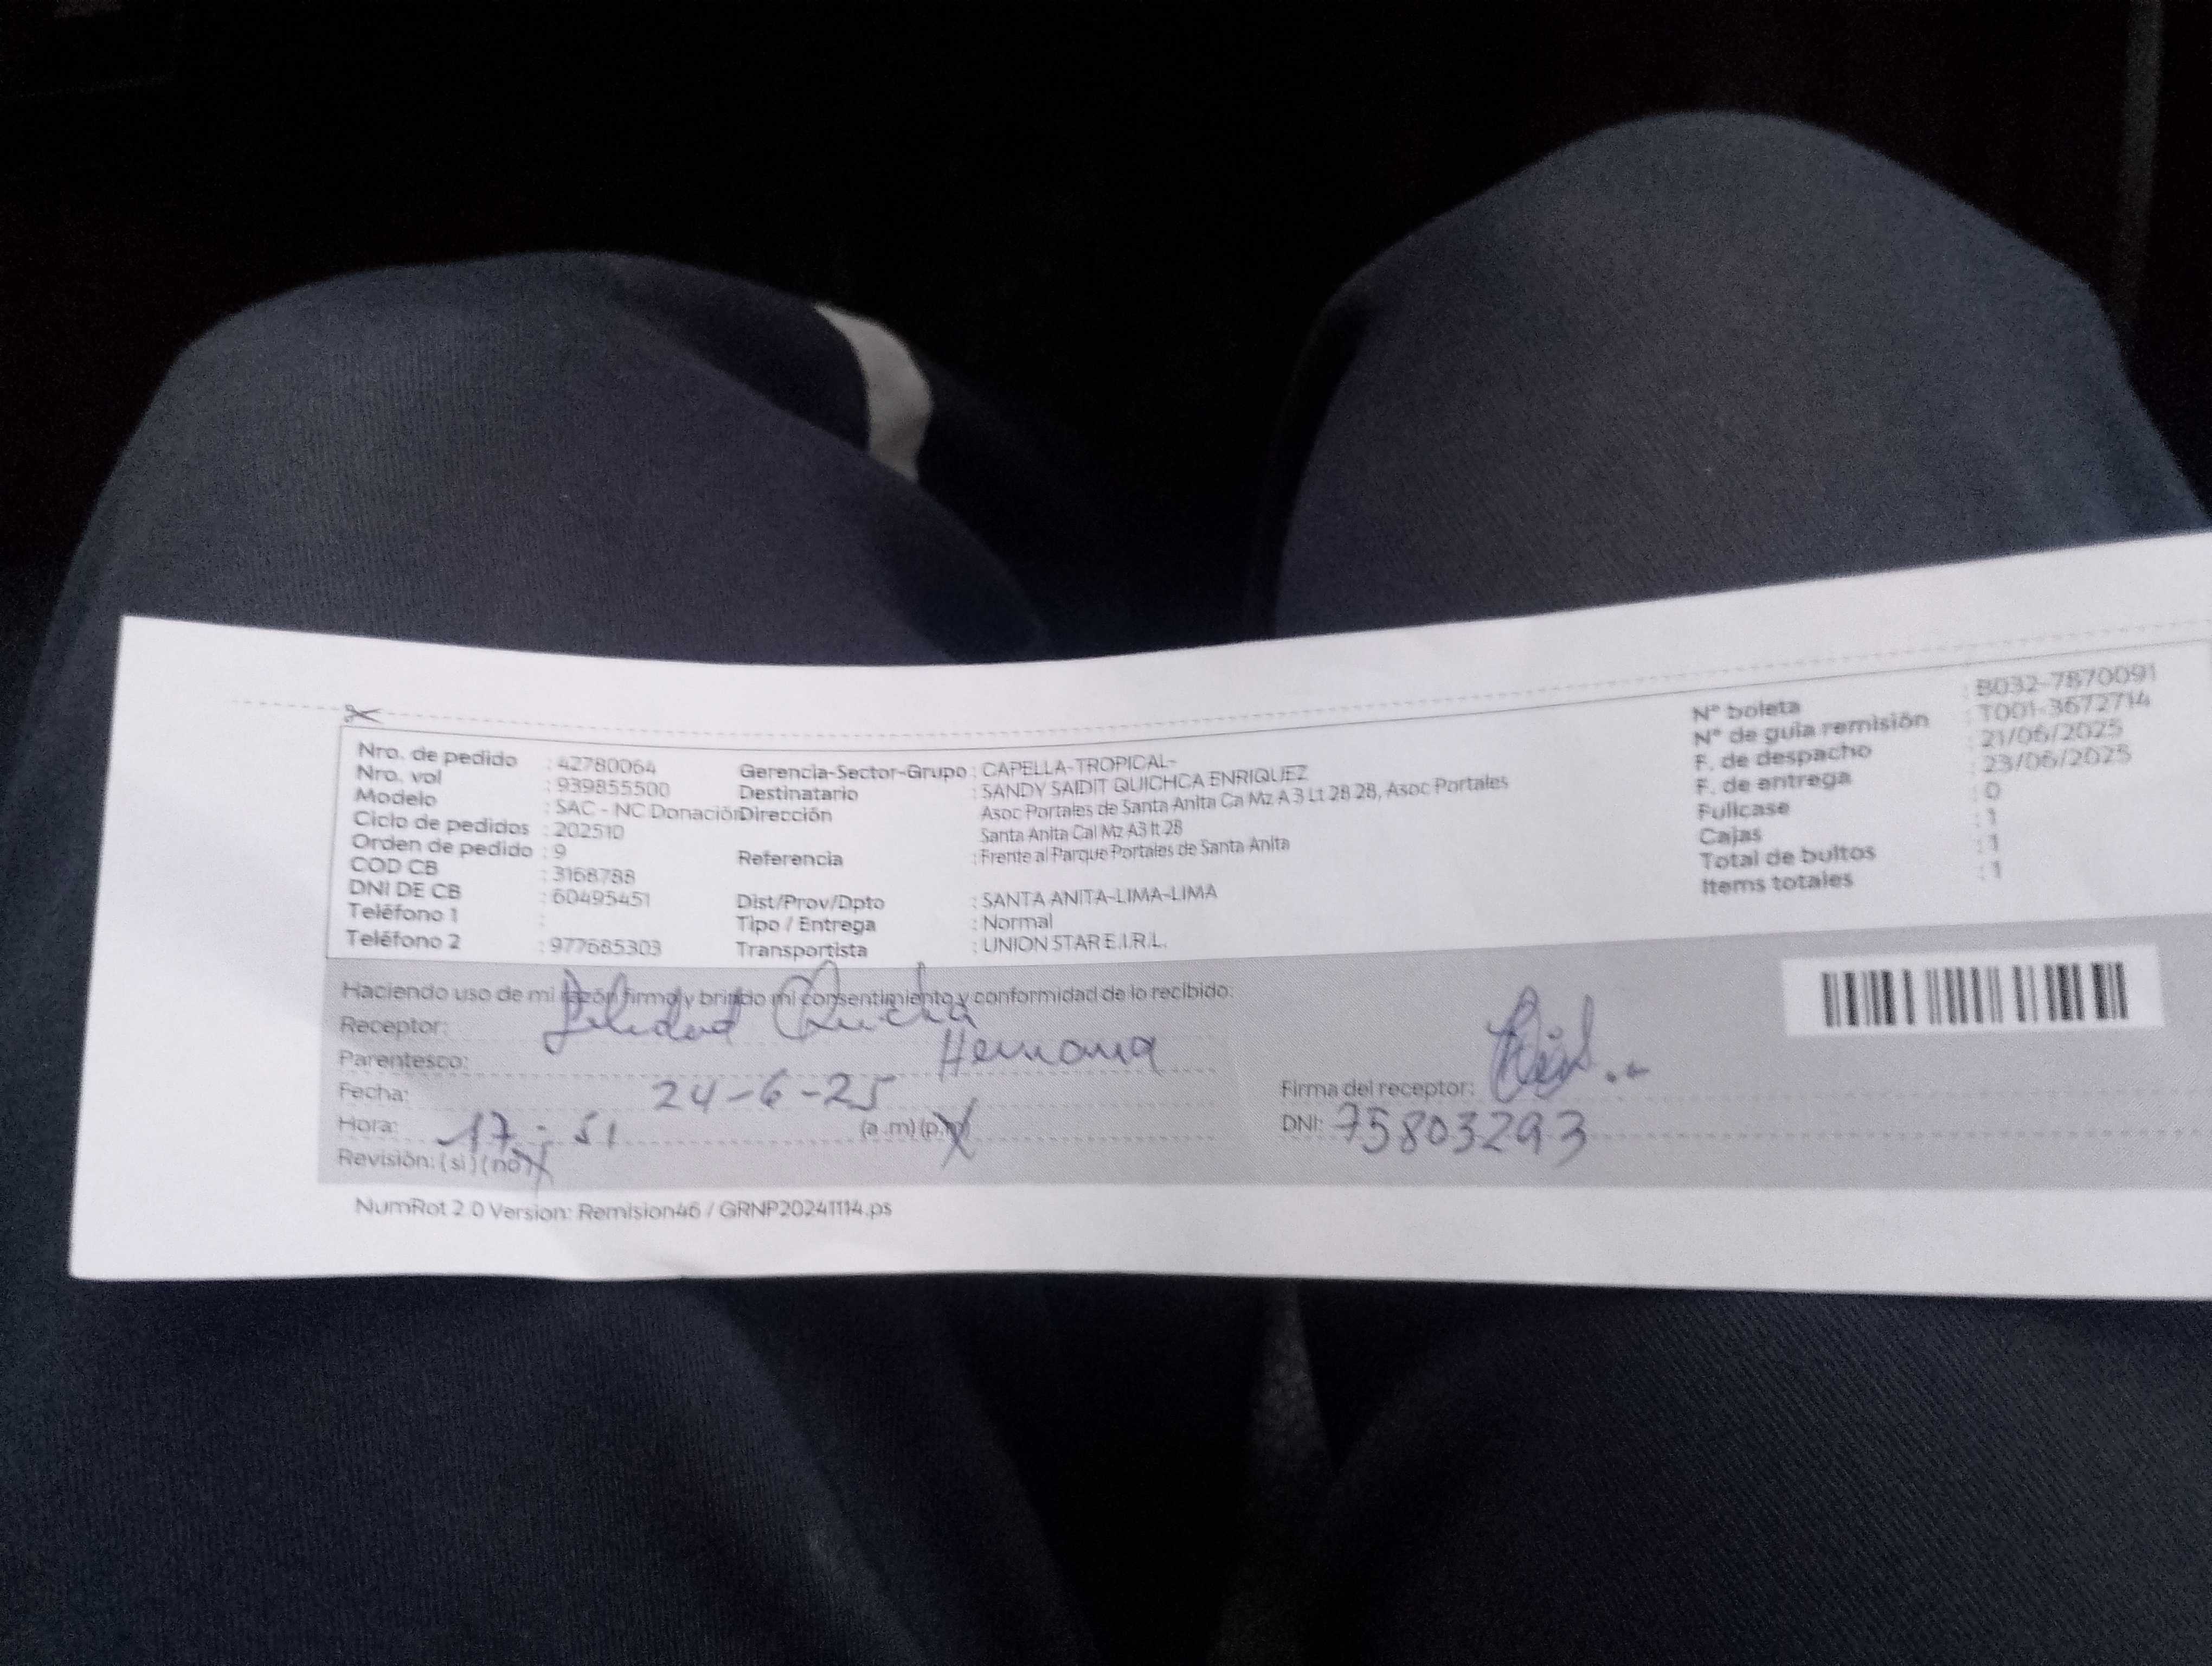 Nro. de pedido : 42780064
Nro. vol : 939855500
Modelo : SAC - NC Donación
Ciclo de pedidos : 202510
Orden de pedido : 9
COD CB : 3168788
DNI DE CB : 60495451
Teléfono 1 :
Teléfono 2 : 977685303
Gerencia-Sector-Grupo : CAPELLA-TROPICAL-
Destinatario : SANDY SAIDIT QUICHCA ENRIQUEZ
Dirección : Asoc Portales de Santa Anita Ca Mz A 3 Lt 28 28, Asoc Portales
Santa Anita Cal Mz A3 lt 28
Referencia : Frente al Parque Portales de Santa Anita
Dist/Prov/Dpto : SANTA ANITA-LIMA-LIMA
Tipo / Entrega : Normal
Transportista : UNION STAR E.I.R.L.
N° boleta : B032-7870091
N° de guía remisión : T001-3672714
F. de despacho : 21/06/2025
F. de entrega : 23/06/2025
Fullcase : 0
Cajas : 1
Total de bultos : 1
Items totales : 1
Haciendo uso de mi razón firmo y brindo mi consentimiento y conformidad de lo recibido:
Receptor:
Parentesco: Hermana
Fecha: 24-6-25
Hora: 17:51 (a.m) (p.m)
Revisión: (si) (no)
Firma del receptor:
DNI: 75803293
NumRot 2.0 Version: Remision46 / GRNP20241114.ps